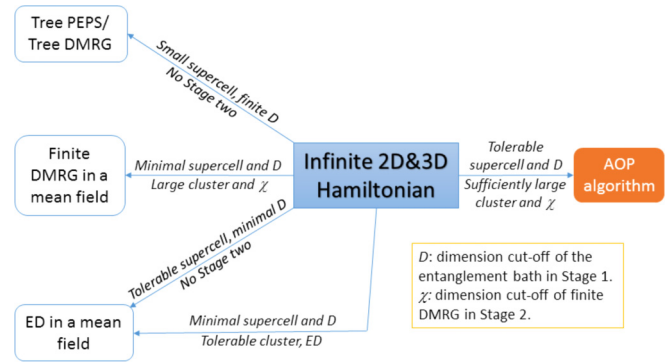 Tree PEPS/
Tree DMRG
Small supercell, finite D
No Stage two
Finite
DMRG in a
mean field
Minimal supercell and D
Large cluster and χ
Infinite 2D&3D
Hamiltonian
Tolerable
supercell and D
Sufficiently large
cluster and χ
AOP
algorithm
Tolerable supercell, minimal D
No Stage two
ED in a mean
field
Minimal supercell and D
Tolerable cluster, ED
D: dimension cut-off of the
entanglement bath in Stage 1.
χ: dimension cut-off of finite
DMRG in Stage 2.